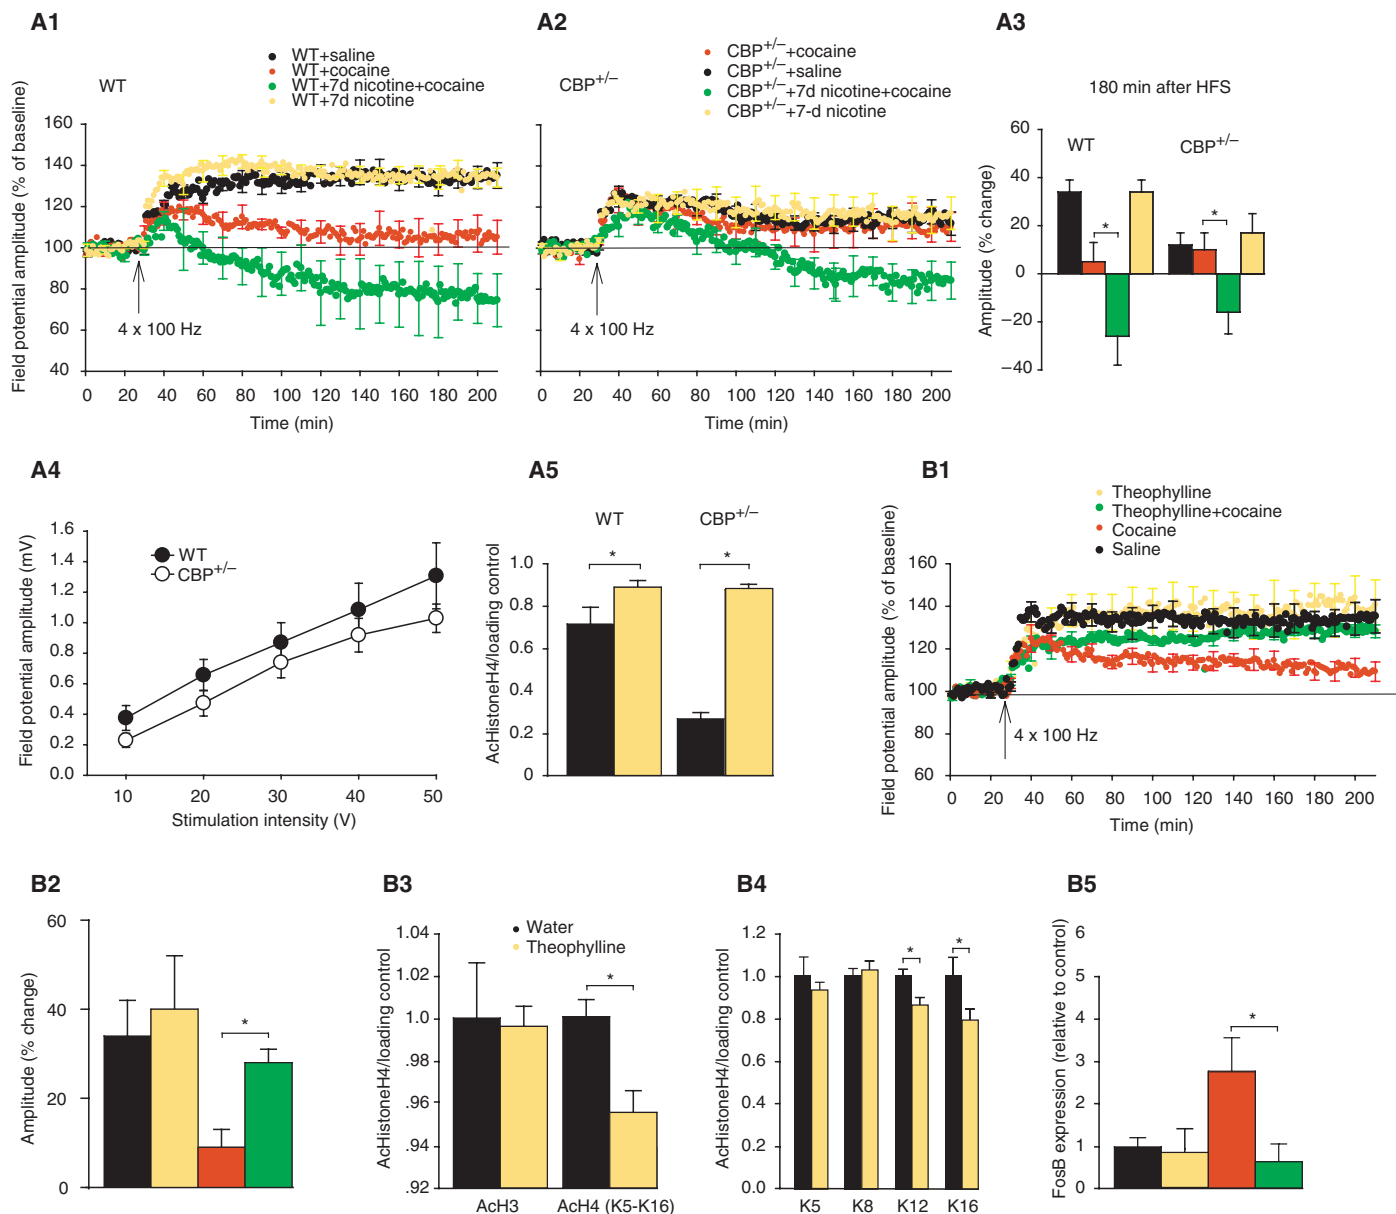 A1
WT
WT+saline
WT+cocaine
WT+7d nicotine+cocaine
WT+7d nicotine
Field potential amplitude (% of baseline)
160
140
120
100
80
60
40
4 x 100 Hz
0 20 40 60 80 100 120 140 160 180 200
Time (min)
A2
CBP+/–
CBP+/–+cocaine
CBP+/–+saline
CBP+/–+7d nicotine+cocaine
CBP+/–+7-d nicotine
4 x 100 Hz
0 20 40 60 80 100 120 140 160 180 200
Time (min)
A3
180 min after HFS
WT
CBP+/–
Amplitude (% change)
60
40
20
0
–20
–40
*
*
A4
Field potential amplitude (mV)
1.6
1.4
1.2
1.0
0.8
0.6
0.4
0.2
0.0
WT
CBP+/–
10 20 30 40 50
Stimulation intensity (V)
A5
WT
CBP+/–
AcHistoneH4/loading control
1.0
0.8
0.6
0.4
0.2
0
*
*
B1
Theophylline
Theophylline+cocaine
Cocaine
Saline
Field potential amplitude (% of baseline)
160
140
120
100
80
60
4 x 100 Hz
0 20 40 60 80 100 120 140 160 180 200
Time (min)
B2
Amplitude (% change)
60
40
20
0
*
B3
Water
Theophylline
AcHistoneH4/loading control
1.04
1.02
1.0
.98
.96
.94
.92
*
AcH3 AcH4 (K5-K16)
B4
AcHistoneH4/loading control
1.2
1.0
0.8
0.6
0.4
0.2
0.0
*
*
K5 K8 K12 K16
B5
FosB expression (relative to control)
6
5
4
3
2
1
0
*